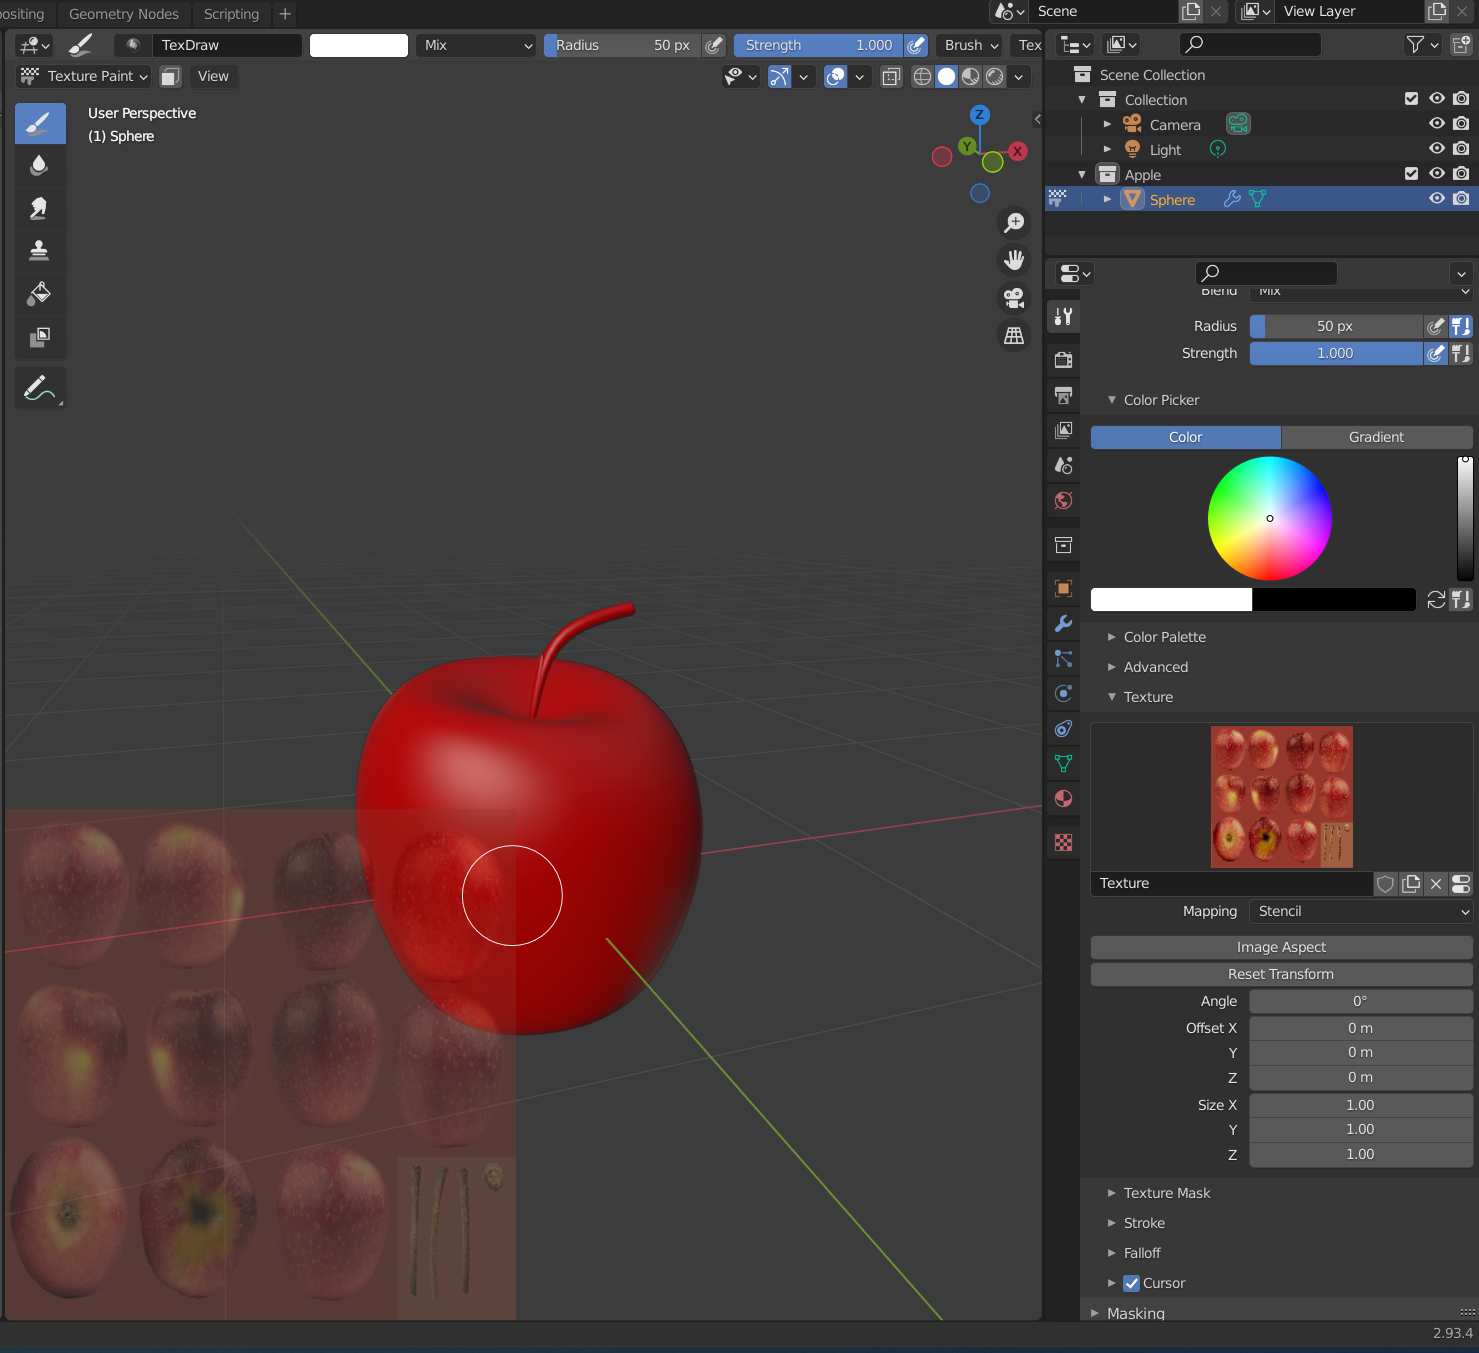 ositing Geometry Nodes Scripting + Scene View Layer
TexDraw Mix Radius 50 px Strength 1.000 Brush Tex
Texture Paint View
User Perspective
(1) Sphere
Z
Y
X
Scene Collection
Collection
Camera
Light
Apple
Sphere
Blend Mix
Radius 50 px
Strength 1.000
Color Picker
Color Gradient
Color Palette
Advanced
Texture
Texture
Mapping Stencil
Image Aspect
Reset Transform
Angle 0°
Offset X 0 m
Y 0 m
Z 0 m
Size X 1.00
Y 1.00
Z 1.00
Texture Mask
Stroke
Falloff
Cursor
Masking
2.93.4